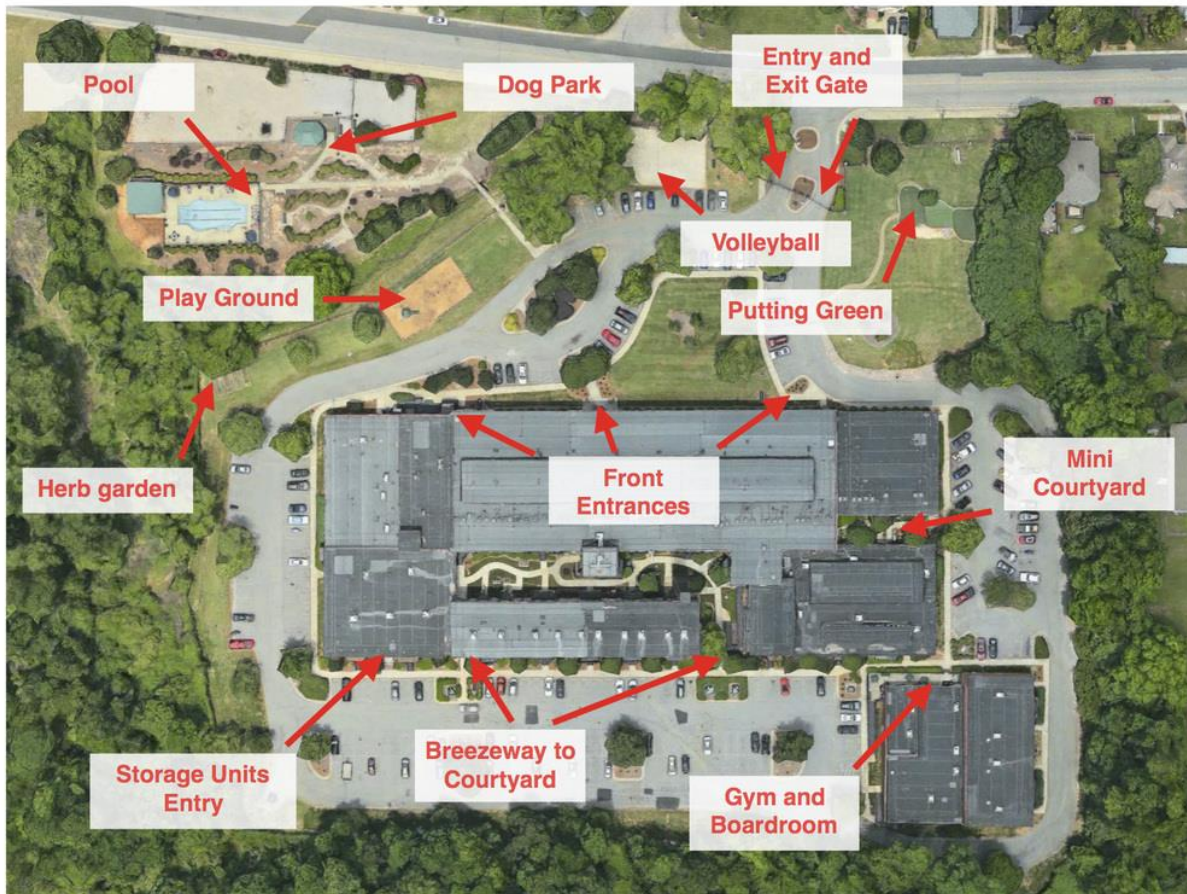 Pool
Dog Park
Entry and
Exit Gate
Volleyball
Play Ground
Putting Green
Herb garden
Front
Entrances
Mini
Courtyard
Storage Units
Entry
Breezeway to
Courtyard
Gym and
Boardroom